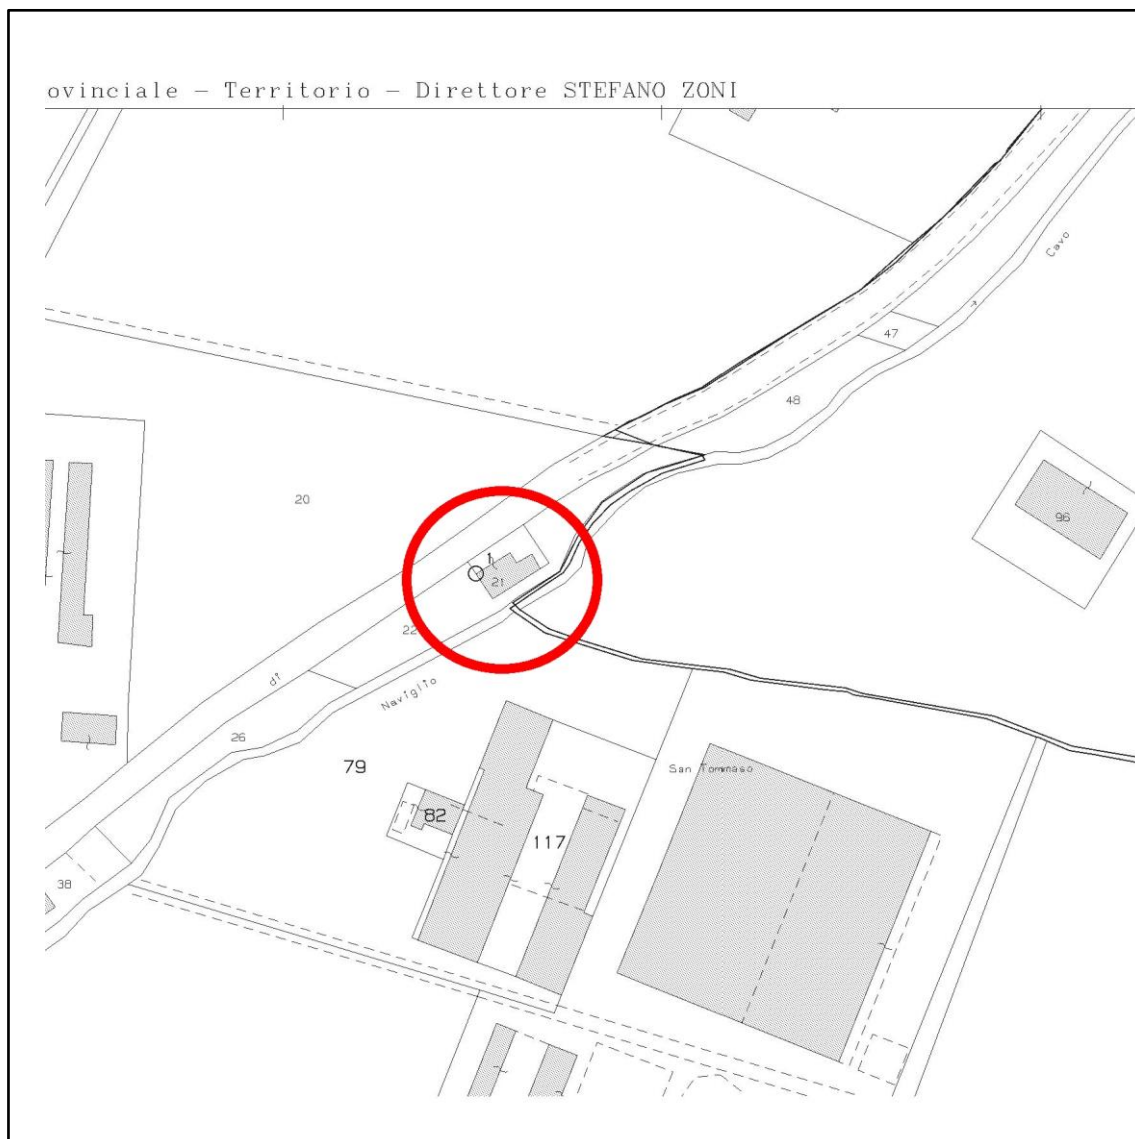 ovinciale - Territorio - Direttore STEFANO ZONI
Cavo
47
48
20
96
21
22
di
Naviglio
26
79
San Tommaso
82
117
38